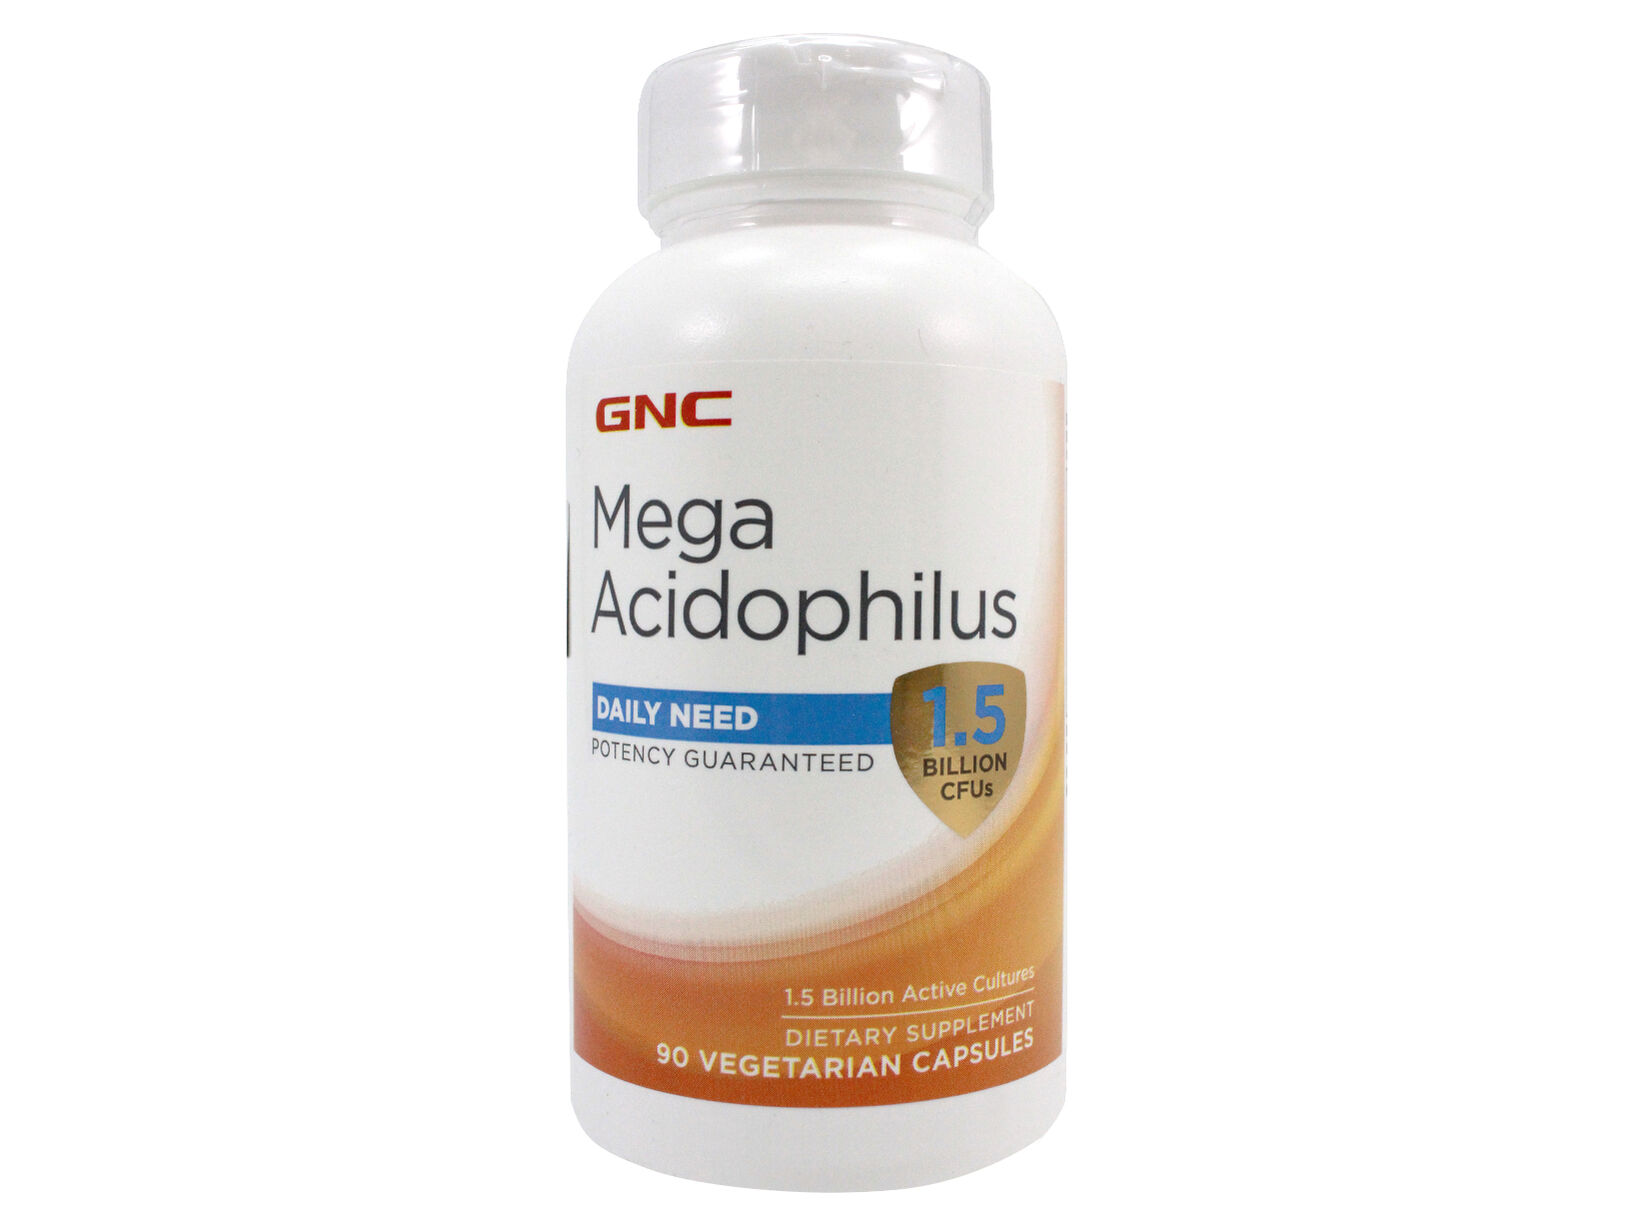 GNC
Mega
Acidophilus
DAILY NEED
POTENCY GUARANTEED
1.5
BILLION
CFUs
1.5 Billion Active Cultures
DIETARY SUPPLEMENT
90 VEGETARIAN CAPSULES